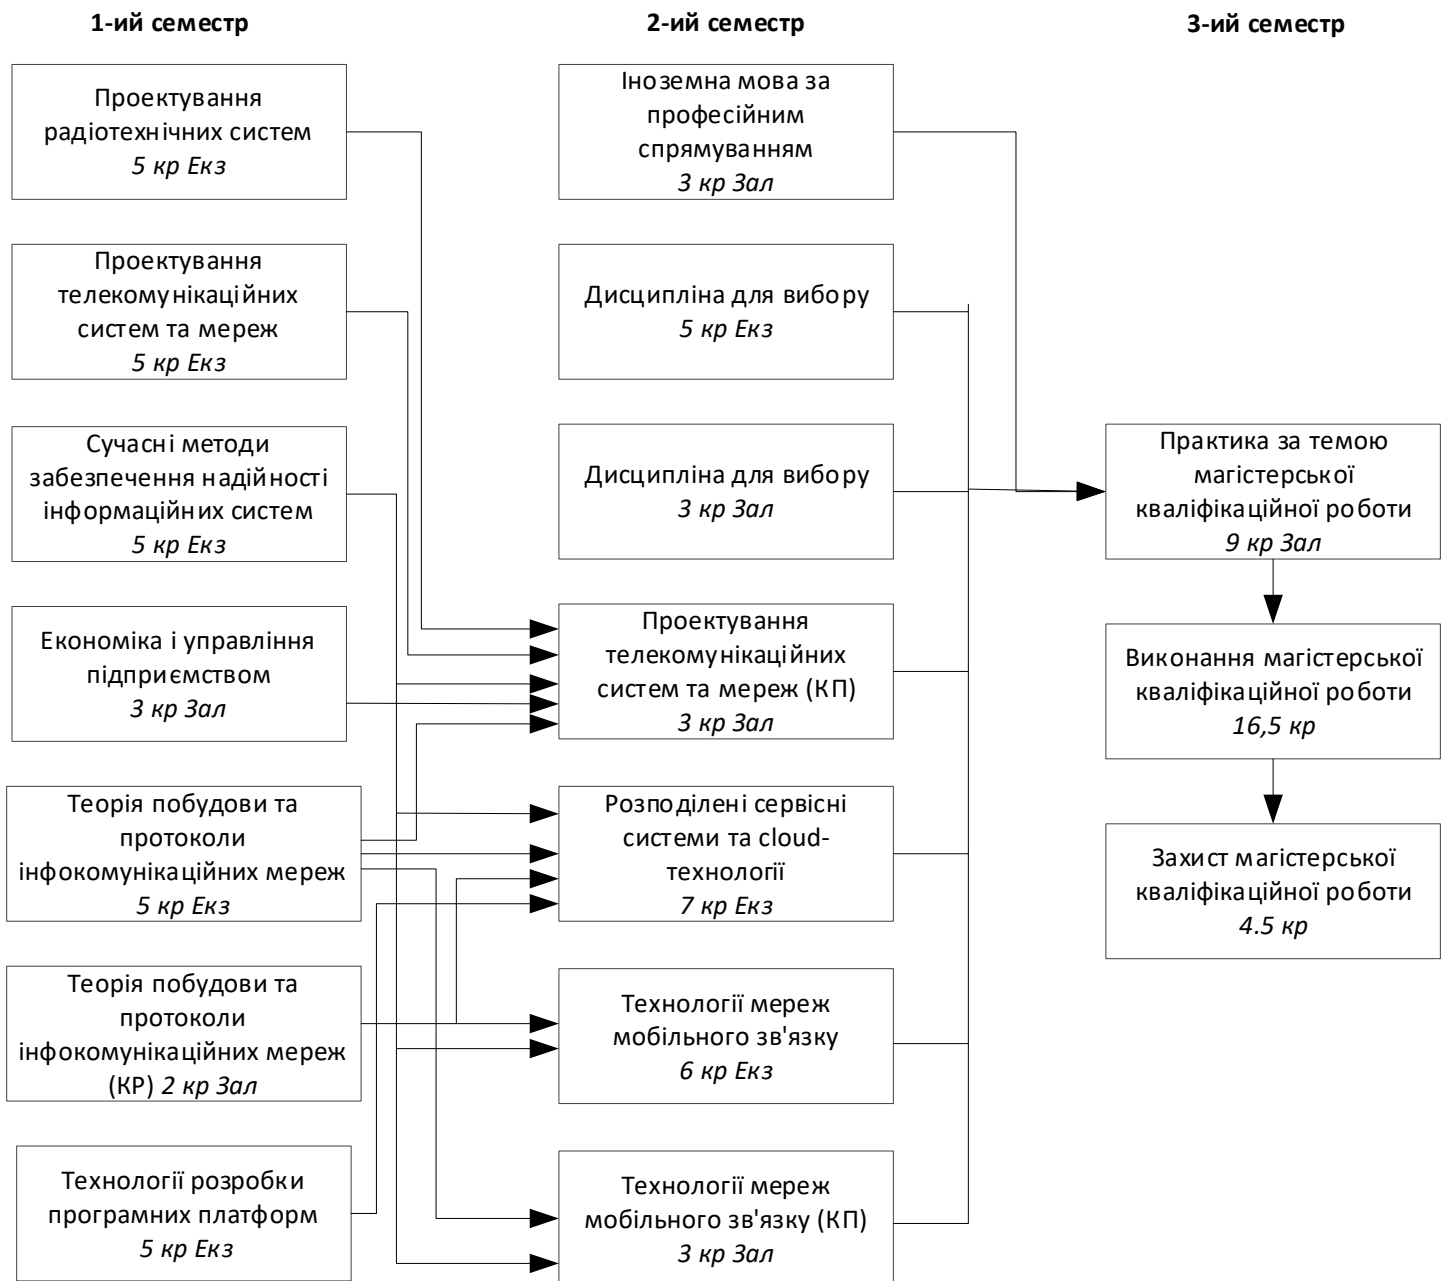 1-ий семестр
Проектування
радіотехнічних систем
5 кр Екз
Проектування
телекомунікаційних
систем та мереж
5 кр Екз
Сучасні методи
забезпечення надійності
інформаційних систем
5 кр Екз
Економіка і управління
підприємством
3 кр Зал
Теорія побудови та
протоколи
інфокомунікаційних мереж
5 кр Екз
Теорія побудови та
протоколи
інфокомунікаційних мереж
(КР) 2 кр Зал
Технології розробки
програмних платформ
5 кр Екз
2-ий семестр
Іноземна мова за
професійним
спрямуванням
3 кр Зал
Дисципліна для вибору
5 кр Екз
Дисципліна для вибору
3 кр Зал
Проектування
телекомунікаційних
систем та мереж (КП)
3 кр Зал
Розподілені сервісні
системи та cloud-
технології
7 кр Екз
Технології мереж
мобільного зв'язку
6 кр Екз
Технології мереж
мобільного зв'язку (КП)
3 кр Зал
3-ий семестр
Практика за темою
магістерської
кваліфікаційної роботи
9 кр Зал
Виконання магістерської
кваліфікаційної роботи
16,5 кр
Захист магістерської
кваліфікаційної роботи
4.5 кр